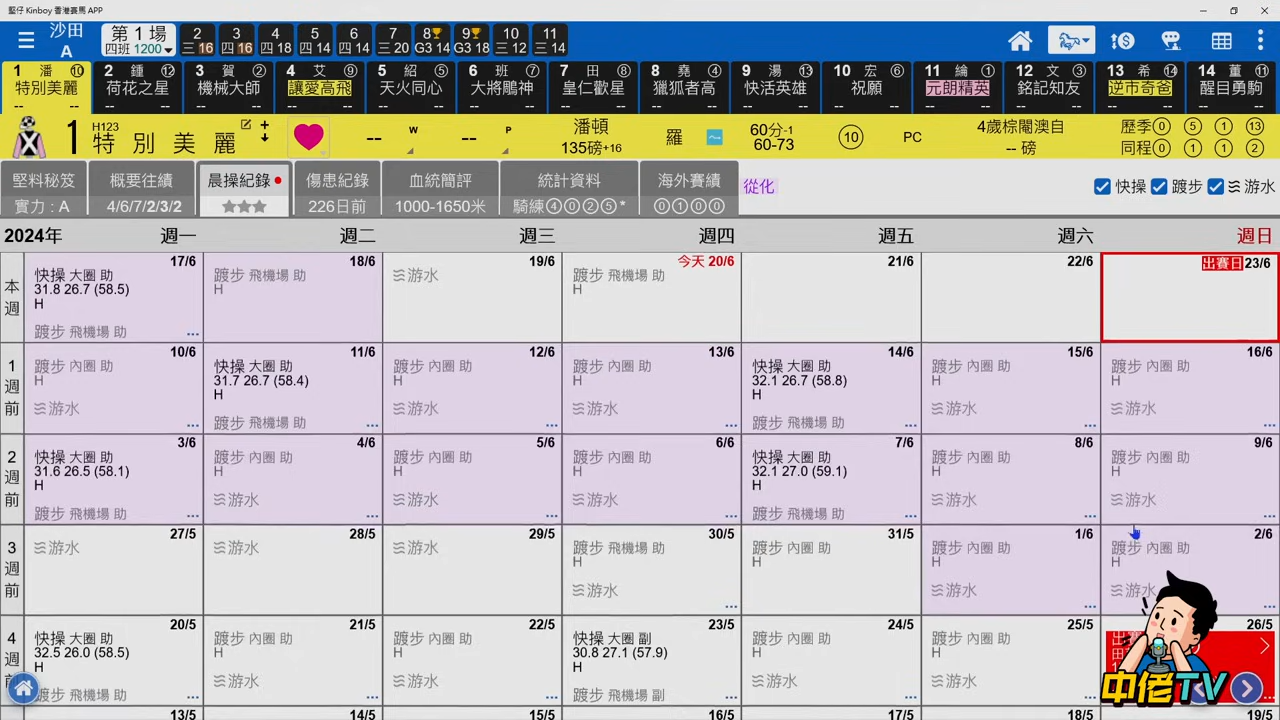 堅仔 Kinboy 香港賽馬 APP
沙田
A
第 1 場
四班 1200
2
三 16
3
四 16
4
四 18
5
四 14
6
四 14
7
三 20
8
G3 14
9
G3 18
10
三 12
11
三 14
1 潘 ⑩
特別美麗
--
--
2 鍾 ⑫
荷花之星
--
--
3 賀 ②
機械大師
--
--
4 艾 ⑨
讓愛高飛
--
--
5 紹 ⑤
天火同心
--
--
6 班 ⑦
大將鵰神
--
--
7 田 ⑧
皇仁歡星
--
--
8 堯 ④
獵狐者高
--
--
9 湯 ⑬
快活英雄
--
--
10 宏 ⑥
祝願
--
--
11 綸 ①
元朗精英
--
--
12 文 ③
銘記知友
--
--
13 希 ⑭
逆市奇爸
--
--
14 董 ⑪
醒目勇駒
--
--
1
H123
特 別 美 麗
+
--
W
--
P
潘頓
135磅+16
羅
60分-1
60-73
⑩
PC
4歲棕閹澳自
-- 磅
歷季⓪ ⑤ ① ⑬
同程⓪ ① ① ②
堅料秘笈
實力 : A
概要往績
4/6/7/2/3/2
晨操紀錄
★★★
傷患紀錄
226日前
血統簡評
1000-1650米
統計資料
騎練④⓪②⑤*
海外賽績
⓪①⓪⓪
從化
快操 踱步 游水
2024年 週一 週二 週三 週四 週五 週六 週日
本週
17/6
快操 大圈 助
31.8 26.7 (58.5)
H
踱步 飛機場 助
...
18/6
踱步 飛機場 助
H
19/6
游水
今天 20/6
踱步 飛機場 助
H
21/6
22/6
出賽日 23/6
1週前
10/6
踱步 內圈 助
H
游水
11/6
快操 大圈 助
31.7 26.7 (58.4)
H
踱步 飛機場 助
...
12/6
踱步 內圈 助
H
游水
...
13/6
踱步 內圈 助
H
游水
...
14/6
快操 大圈 助
32.1 26.7 (58.8)
H
踱步 飛機場 助
...
15/6
踱步 內圈 助
H
游水
...
16/6
踱步 內圈 助
H
游水
...
2週前
3/6
快操 大圈 助
31.6 26.5 (58.1)
H
踱步 飛機場 助
4/6
踱步 內圈 助
H
游水
...
5/6
踱步 內圈 助
H
游水
...
6/6
踱步 內圈 助
H
游水
...
7/6
快操 大圈 助
32.1 27.0 (59.1)
H
踱步 飛機場 助
...
8/6
踱步 內圈 助
H
游水
...
9/6
踱步 內圈 助
H
游水
...
3週前
27/5
游水
28/5
游水
29/5
游水
30/5
踱步 飛機場 助
H
游水
...
31/5
踱步 內圈 助
H
1/6
踱步 內圈 助
H
游水
...
2/6
踱步 內圈 助
H
游水
...
4週
20/5
快操 大圈 助
32.5 26.0 (58.5)
H
踱步 飛機場 助
...
21/5
踱步 內圈 助
H
游水
...
22/5
踱步 內圈 助
H
游水
...
23/5
快操 大圈 副
30.8 27.1 (57.9)
H
踱步 飛機場 副
...
24/5
踱步 內圈 助
H
游水
...
25/5
踱步 內圈 助
H
游水
...
26/5
中佬TV
13/5
14/5
15/5
16/5
17/5
18/5
19/5